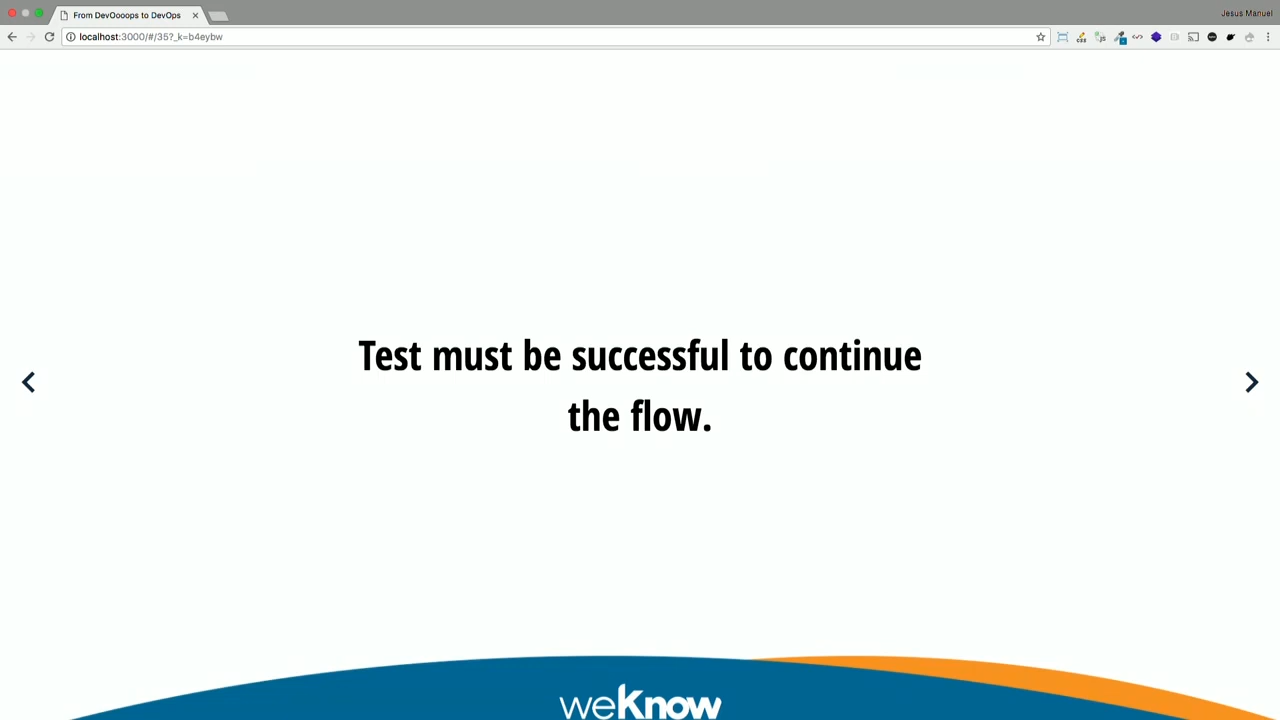 From DevOooops to DevOps
Jesus Manuel
localhost:3000/#/35?_k=b4eybw
Test must be successful to continue
the flow.
weKnow